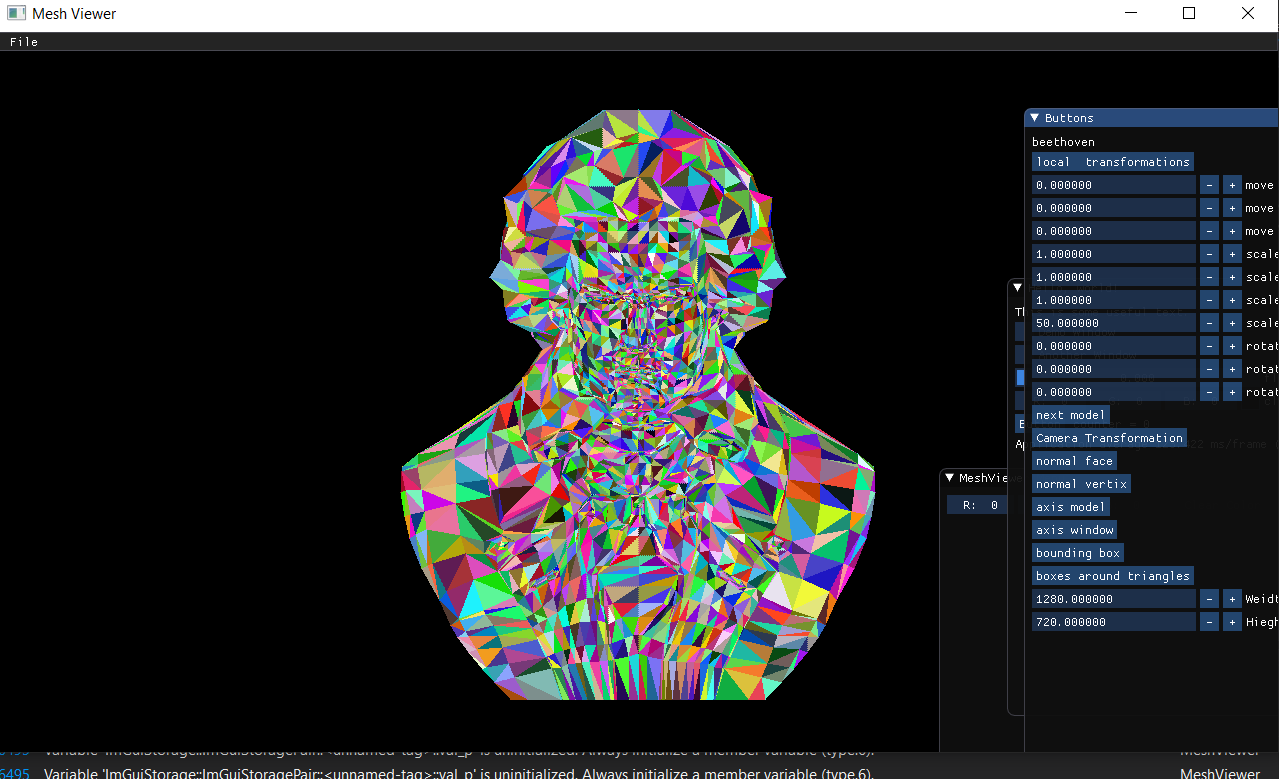 Mesh Viewer
File
Buttons
beethoven
local transformations
0.000000 - + move
0.000000 - + move
0.000000 - + move
1.000000 - + scale
1.000000 - + scale
1.000000 - + scale
50.000000 - + scale
0.000000 - + rotat
0.000000 - + rotat
0.000000 - + rotat
next model
Camera Transformation
normal face
normal vertix
axis model
axis window
bounding box
boxes around triangles
1280.000000 - + Weidt
720.000000 - + Hiegh
Th
Ap
ms/frame
MeshView
R: 0
6495 Variable 'ImGuiStorage::ImGuiStoragePair::<unnamed-tag>::val_p' is uninitialized. Always initialize a member variable (type.6). MeshViewer
6495 Variable 'ImGuiStorage::ImGuiStoragePair::<unnamed-tag>::val_p' is uninitialized. Always initialize a member variable (type.6). MeshViewer